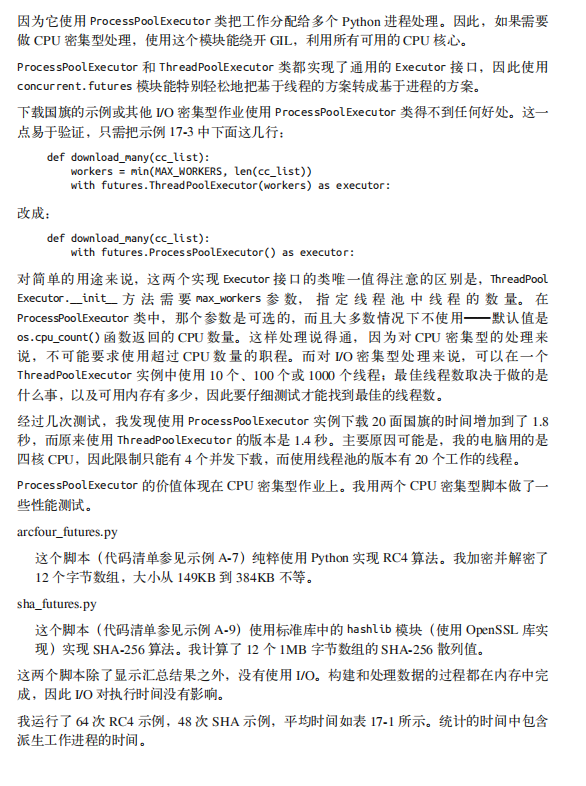 因为它使用 ProcessPoolExecutor 类把工作分配给多个 Python 进程处理。因此，如果需要
做 CPU 密集型处理，使用这个模块能绕开 GIL，利用所有可用的 CPU 核心。
ProcessPoolExecutor 和 ThreadPoolExecutor 类都实现了通用的 Executor 接口，因此使用
concurrent.futures 模块能特别轻松地把基于线程的方案转成基于进程的方案。
下载国旗的示例或其他 I/O 密集型作业使用 ProcessPoolExecutor 类得不到任何好处。这一
点易于验证，只需把示例 17-3 中下面这几行：
def download_many(cc_list):
    workers = min(MAX_WORKERS, len(cc_list))
    with futures.ThreadPoolExecutor(workers) as executor:
改成：
def download_many(cc_list):
    with futures.ProcessPoolExecutor() as executor:
对简单的用途来说，这两个实现 Executor 接口的类唯一值得注意的区别是，ThreadPool
Executor.__init__ 方法需要 max_workers 参数，指定线程池中线程的数量。在
ProcessPoolExecutor 类中，那个参数是可选的，而且大多数情况下不使用——默认值是
os.cpu_count() 函数返回的 CPU 数量。这样处理说得通，因为对 CPU 密集型的处理来
说，不可能要求使用超过 CPU 数量的职程。而对 I/O 密集型处理来说，可以在一个
ThreadPoolExecutor 实例中使用 10 个、100 个或 1000 个线程；最佳线程数取决于做的是
什么事，以及可用内存有多少，因此要仔细测试才能找到最佳的线程数。
经过几次测试，我发现使用 ProcessPoolExecutor 实例下载 20 面国旗的时间增加到了 1.8
秒，而原来使用 ThreadPoolExecutor 的版本是 1.4 秒。主要原因可能是，我的电脑用的是
四核 CPU，因此限制只能有 4 个并发下载，而使用线程池的版本有 20 个工作的线程。
ProcessPoolExecutor 的价值体现在 CPU 密集型作业上。我用两个 CPU 密集型脚本做了一
些性能测试。
arcfour_futures.py
这个脚本（代码清单参见示例 A-7）纯粹使用 Python 实现 RC4 算法。我加密并解密了
12 个字节数组，大小从 149KB 到 384KB 不等。
sha_futures.py
这个脚本（代码清单参见示例 A-9）使用标准库中的 hashlib 模块（使用 OpenSSL 库实
现）实现 SHA-256 算法。我计算了 12 个 1MB 字节数组的 SHA-256 散列值。
这两个脚本除了显示汇总结果之外，没有使用 I/O。构建和处理数据的过程都在内存中完
成，因此 I/O 对执行时间没有影响。
我运行了 64 次 RC4 示例，48 次 SHA 示例，平均时间如表 17-1 所示。统计的时间中包含
派生工作进程的时间。